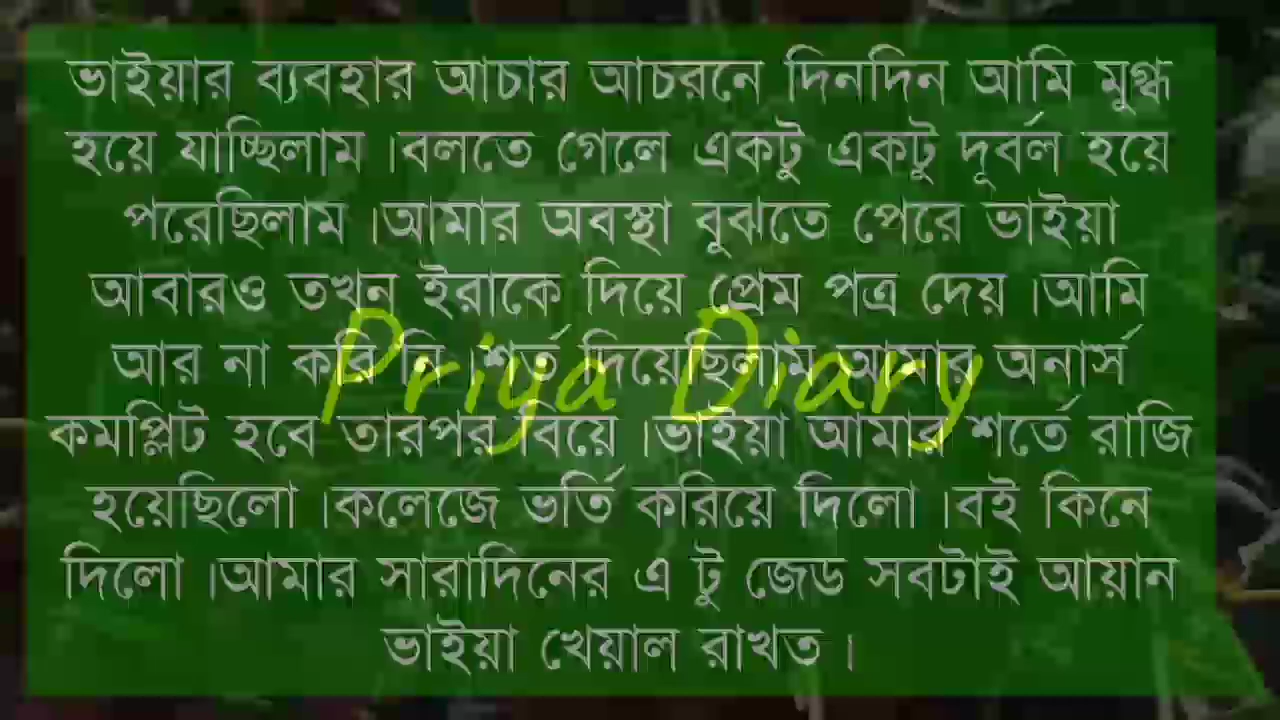 ভাইয়ার ব্যবহার আচার আচরনে দিনদিন আমি মুগ্ধ
হয়ে যাচ্ছিলাম ।বলতে গেলে একটু একটু দূর্বল হয়ে
পরেছিলাম ।আমার অবস্থা বুঝতে পেরে ভাইয়া
আবারও তখন ইরাকে দিয়ে প্রেম পত্র দেয় ।আমি
আর না করি নি ।শর্ত দিয়েছিলাম আমার অনার্স
Priya Diary
কমপ্লিট হবে তারপর বিয়ে ।ভাইয়া আমার শর্তে রাজি
হয়েছিলো ।কলেজে ভর্তি করিয়ে দিলো ।বই কিনে
দিলো ।আমার সারাদিনের এ টু জেড সবটাই আয়ান
ভাইয়া খেয়াল রাখত ।